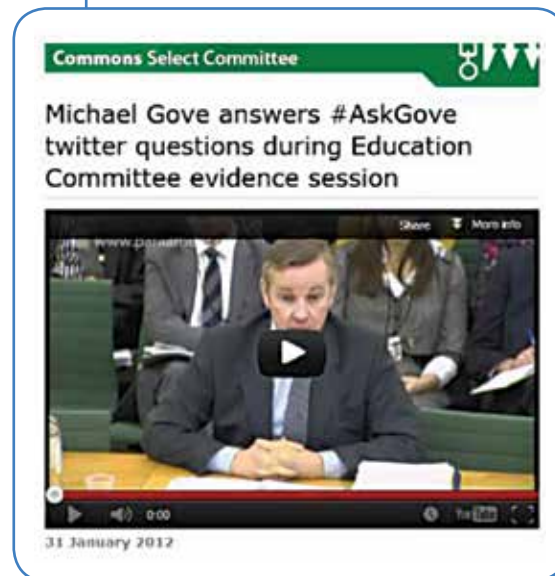 Commons Select Committee
Michael Gove answers #AskGove
twitter questions during Education
Committee evidence session
Share More info
0:00
YouTube
31 January 2012